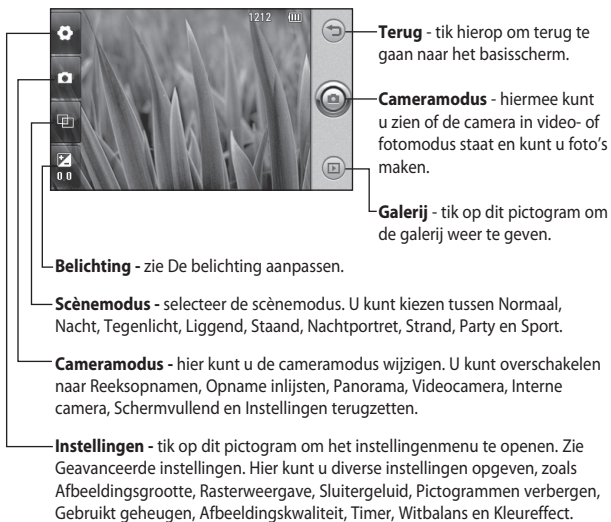 1212
0.0
Terug - tik hierop om terug te
gaan naar het basisscherm.
Cameramodus - hiermee kunt
u zien of de camera in video- of
fotomodus staat en kunt u foto's
maken.
Galerij - tik op dit pictogram om
de galerij weer te geven.
Belichting - zie De belichting aanpassen.
Scènemodus - selecteer de scènemodus. U kunt kiezen tussen Normaal,
Nacht, Tegenlicht, Liggend, Staand, Nachtportret, Strand, Party en Sport.
Cameramodus - hier kunt u de cameramodus wijzigen. U kunt overschakelen
naar Reeksopnamen, Opname inlijsten, Panorama, Videocamera, Interne
camera, Schermvullend en Instellingen terugzetten.
Instellingen - tik op dit pictogram om het instellingenmenu te openen. Zie
Geavanceerde instellingen. Hier kunt u diverse instellingen opgeven, zoals
Afbeeldingsgrootte, Rasterweergave, Sluitergeluid, Pictogrammen verbergen,
Gebruikt geheugen, Afbeeldingskwaliteit, Timer, Witbalans en Kleureffect.